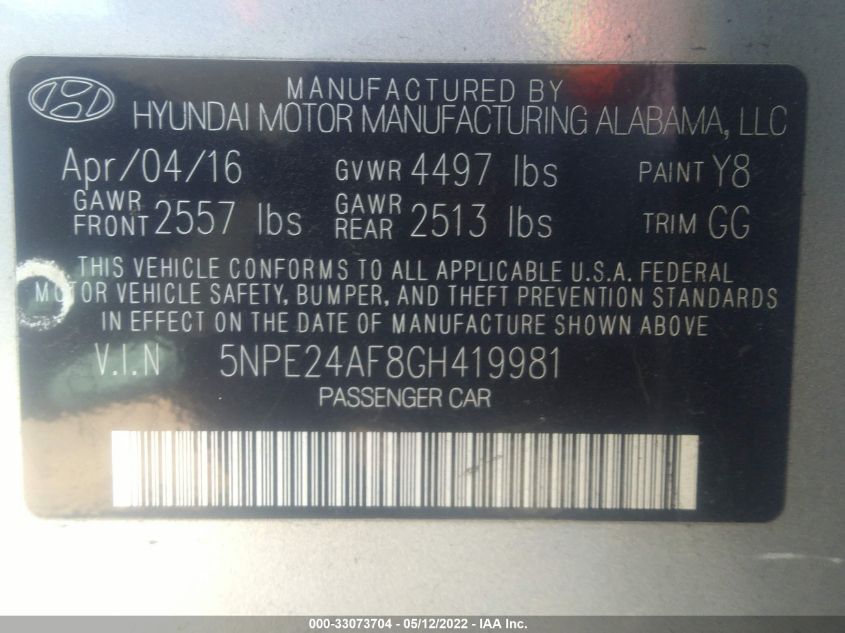 MANUFACTURED BY
HYUNDAI MOTOR MANUFACTURING ALABAMA, LLC
Apr/04/16 GVWR 4497 lbs PAINT Y8
GAWR FRONT 2557 lbs GAWR REAR 2513 lbs TRIM GG
THIS VEHICLE CONFORMS TO ALL APPLICABLE U.S.A. FEDERAL
MOTOR VEHICLE SAFETY, BUMPER, AND THEFT PREVENTION STANDARDS
IN EFFECT ON THE DATE OF MANUFACTURE SHOWN ABOVE
V.I.N 5NPE24AF8GH419981
PASSENGER CAR
000-33073704 - 05/12/2022 - IAA Inc.